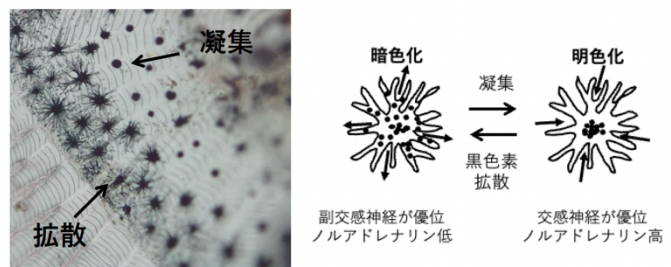 凝集
拡散
暗色化
明色化
凝集
黒色素
拡散
副交感神経が優位
ノルアドレナリン低
交感神経が優位
ノルアドレナリン高